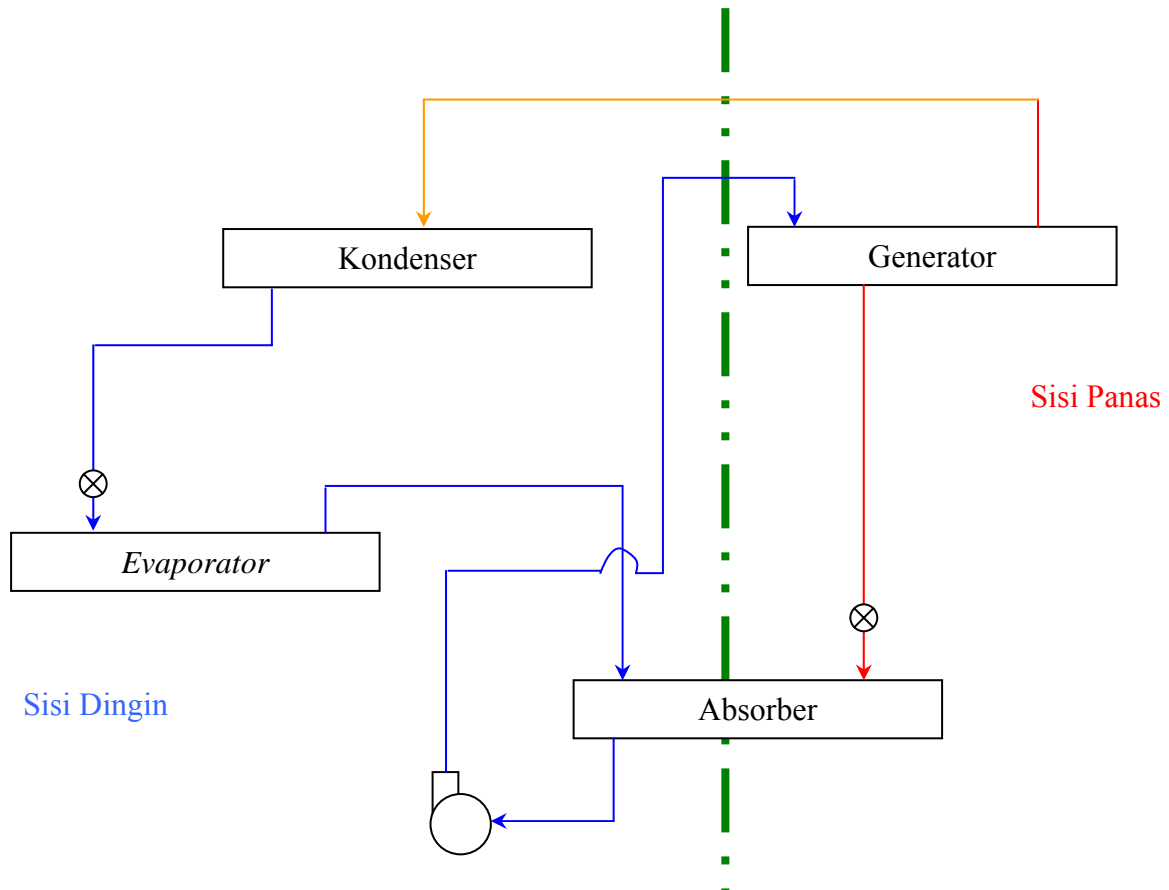 Kondenser
Generator
Sisi Panas
Evaporator
Sisi Dingin
Absorber